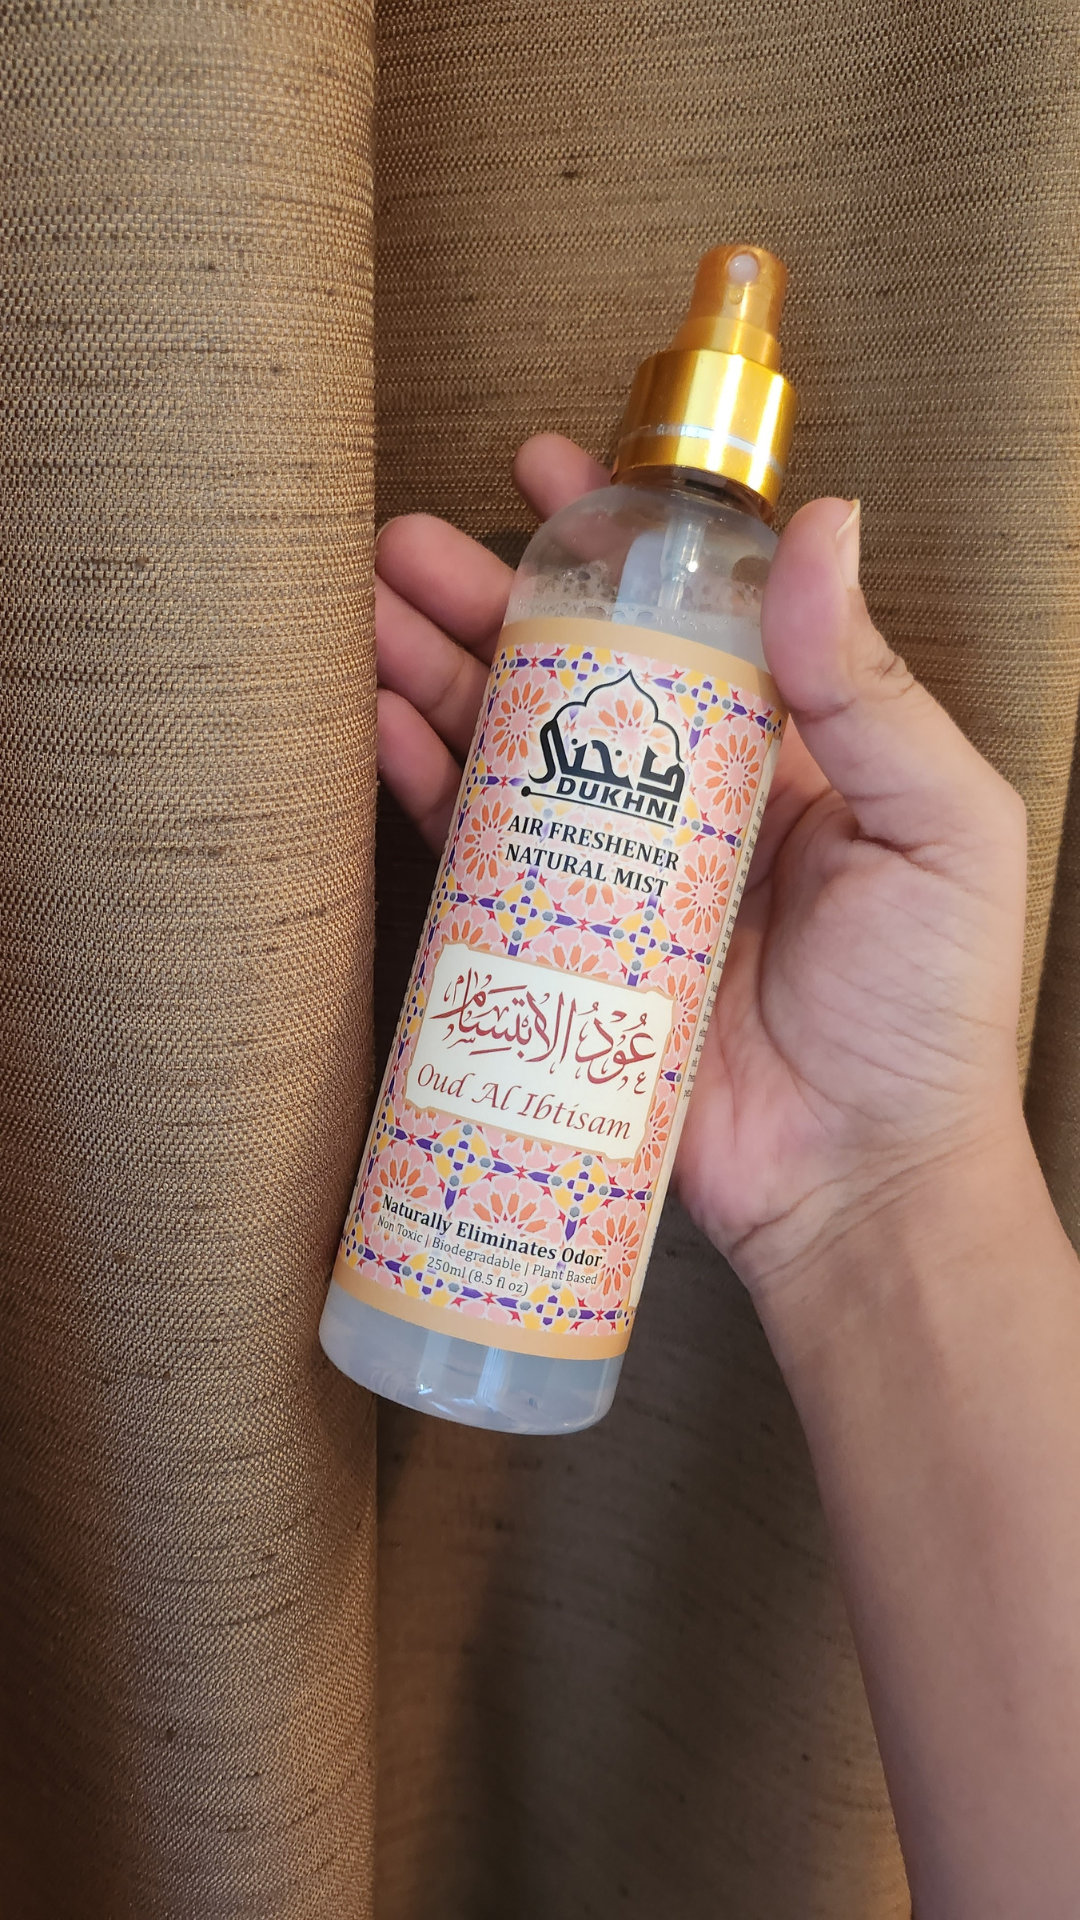 دخني
DUKHNI
AIR FRESHENER
NATURAL MIST
عُودُ الاِبْتِسَام
Oud Al Ibtisam
Naturally Eliminates Odor
Non Toxic | Biodegradable | Plant Based
250ml (8.5 fl oz)